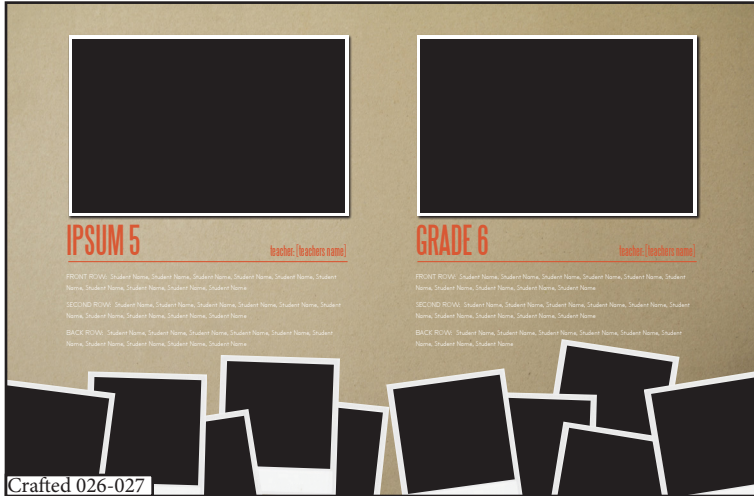 IPSUM 5
teacher: [teachers name]
FRONT ROW: Student Name, Student Name, Student Name, Student Name, Student Name, Student
Name, Student Name, Student Name, Student Name, Student Name
SECOND ROW: Student Name, Student Name, Student Name, Student Name, Student Name, Student
Name, Student Name, Student Name, Student Name, Student Name
BACK ROW: Student Name, Student Name, Student Name, Student Name, Student Name, Student
Name, Student Name, Student Name, Student Name, Student Name
GRADE 6
teacher: [teachers name]
FRONT ROW: Student Name, Student Name, Student Name, Student Name, Student Name, Student
Name, Student Name, Student Name, Student Name
SECOND ROW: Student Name, Student Name, Student Name, Student Name, Student Name, Student
Name, Student Name, Student Name, Student Name
BACK ROW: Student Name, Student Name, Student Name, Student Name, Student Name, Student
Name, Student Name, Student Name
Crafted 026-027